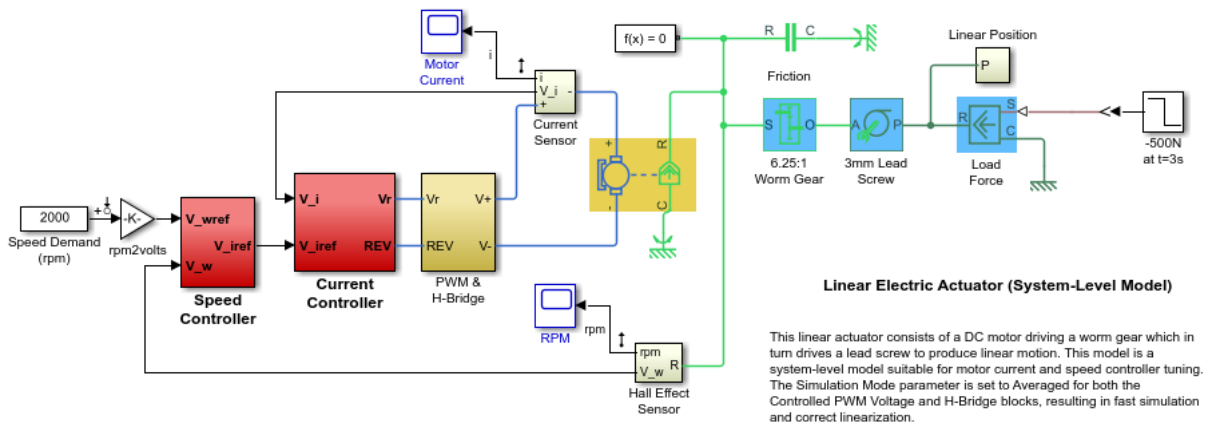 Motor
Current
i
i
V_i
+
-
Current
Sensor
f(x) = 0
R
C
Friction
Linear Position
P
S
O
6.25:1
Worm Gear
A
P
3mm Lead
Screw
R
S
C
Load
Force
-500N
at t=3s
+
-
R
C
2000
Speed Demand
(rpm)
+
-K-
rpm2volts
V_wref
V_iref
V_w
Speed
Controller
V_i
Vr
V_iref
REV
Current
Controller
Vr
V+
REV
V-
PWM &
H-Bridge
RPM
rpm
rpm
V_w
R
Hall Effect
Sensor
Linear Electric Actuator (System-Level Model)
This linear actuator consists of a DC motor driving a worm gear which in
turn drives a lead screw to produce linear motion. This model is a
system-level model suitable for motor current and speed controller tuning.
The Simulation Mode parameter is set to Averaged for both the
Controlled PWM Voltage and H-Bridge blocks, resulting in fast simulation
and correct linearization.